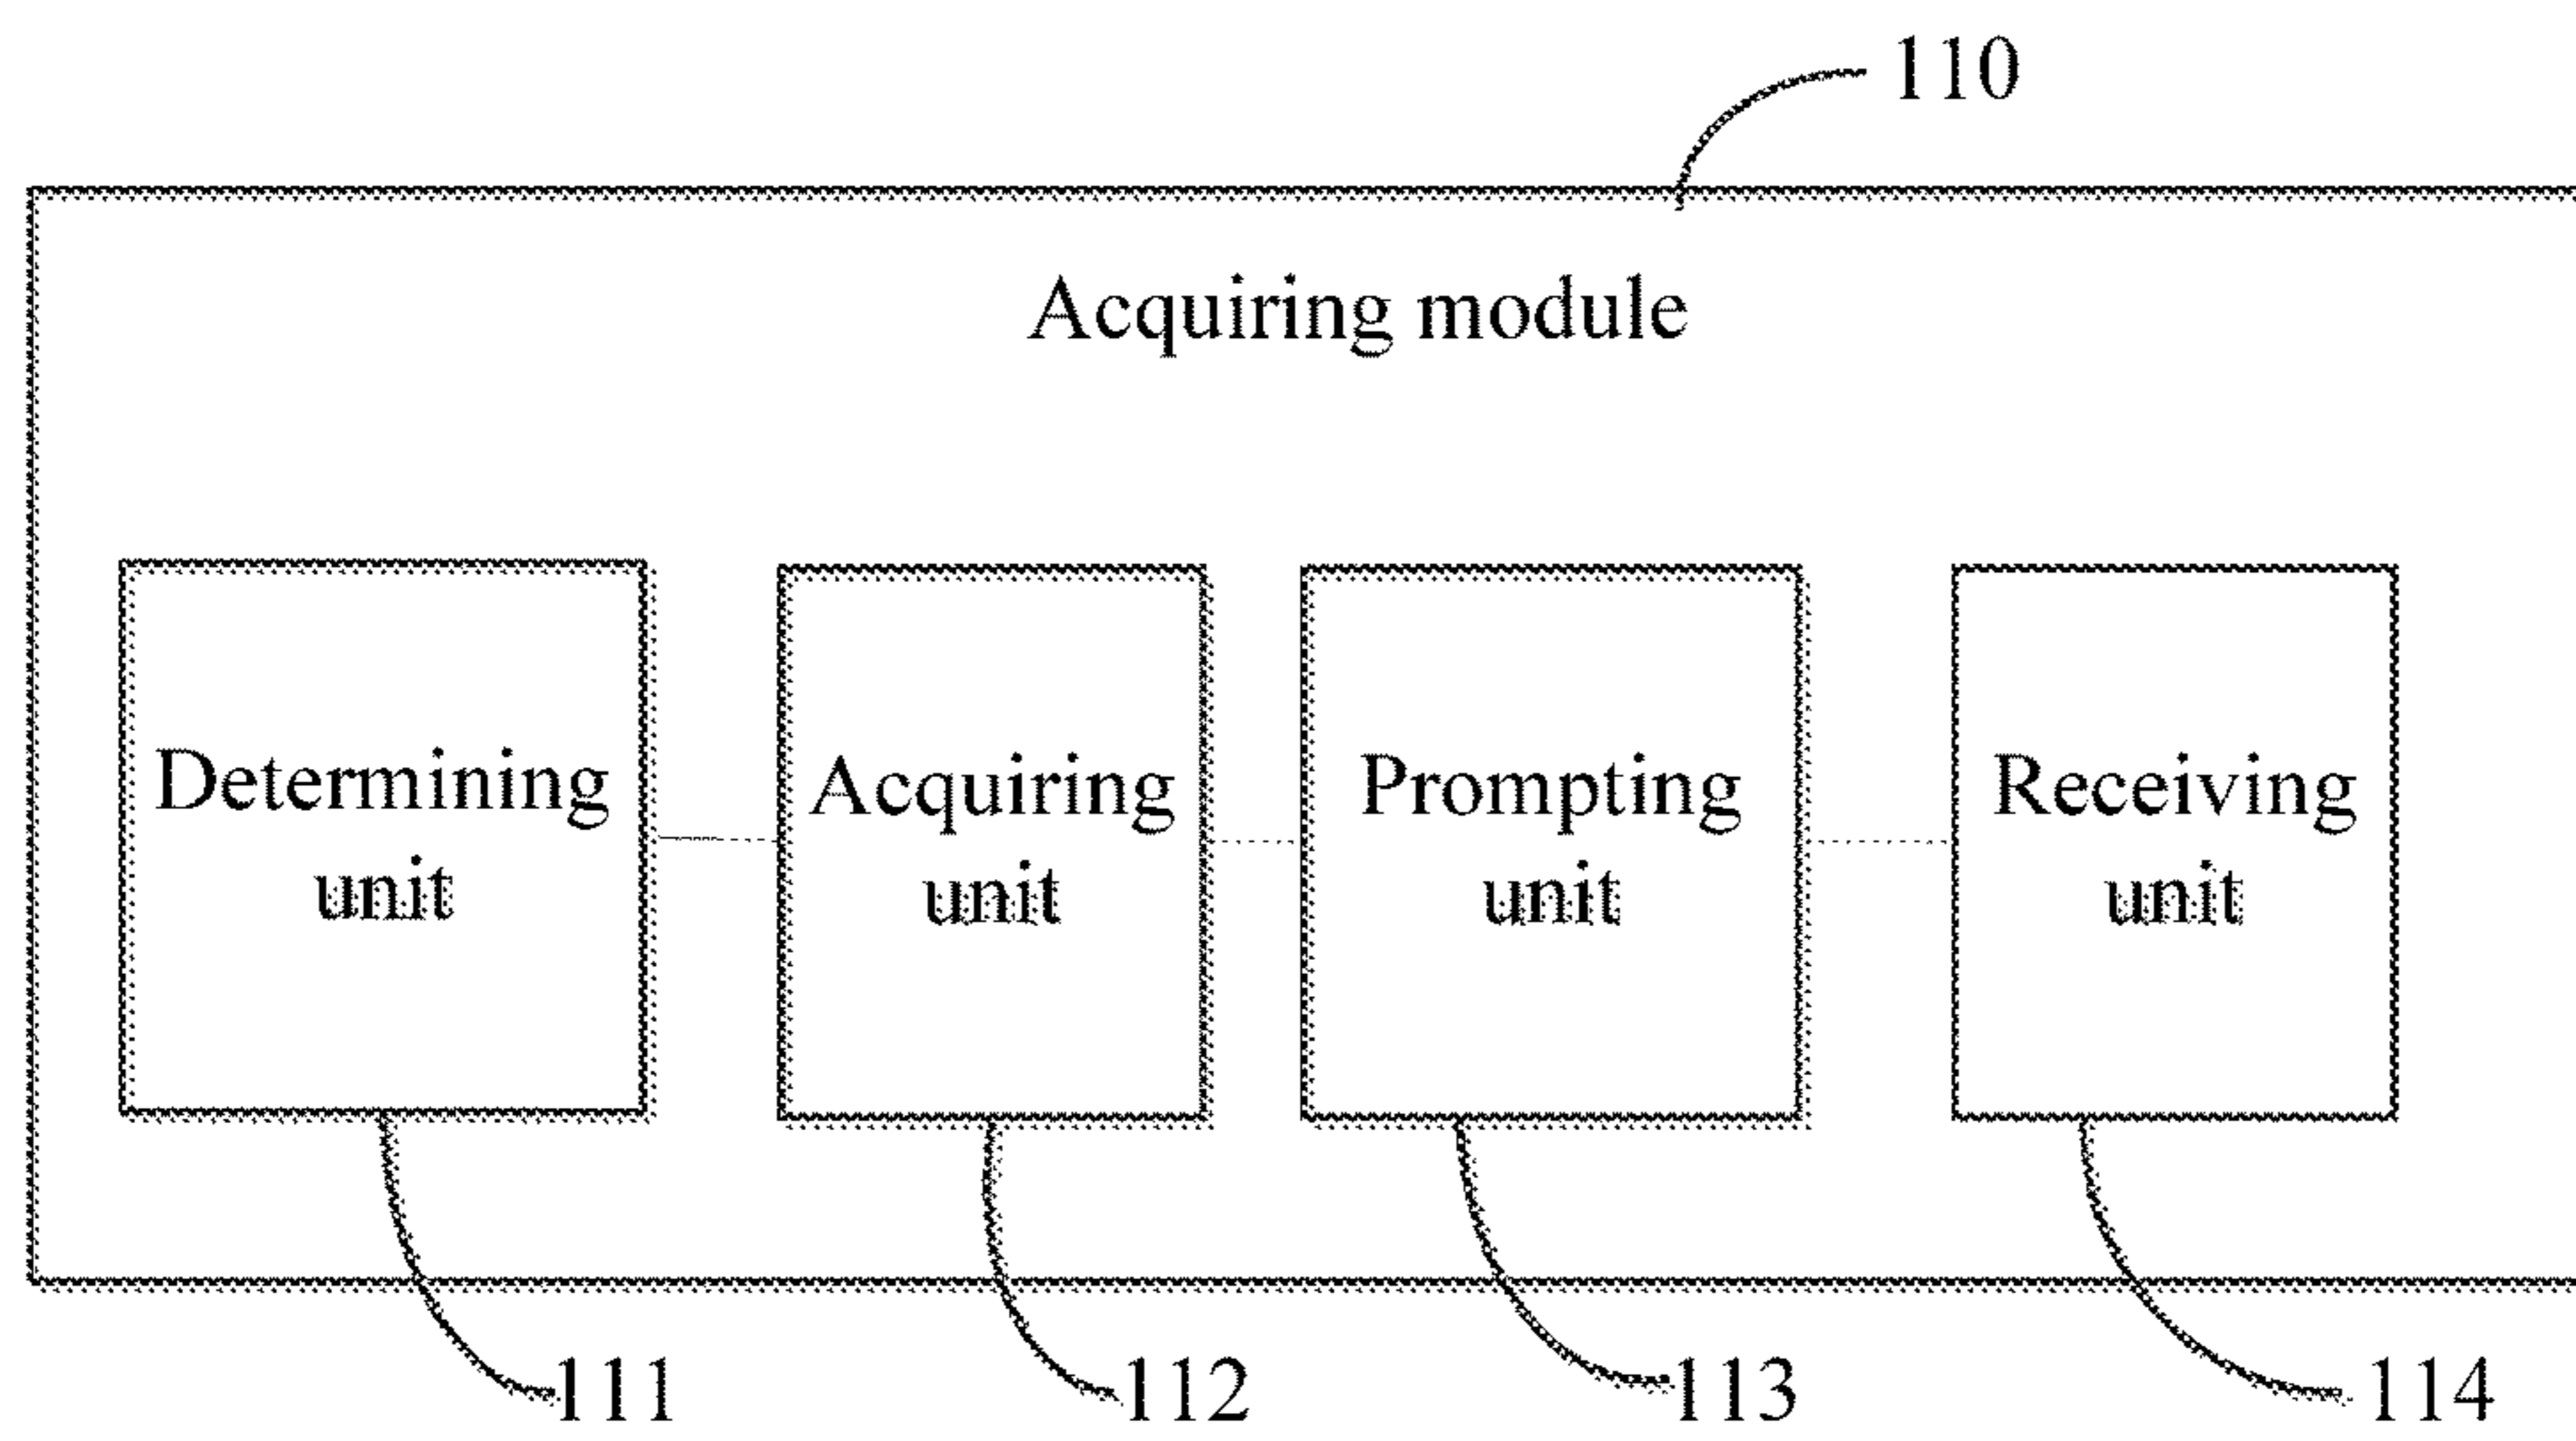 110
Acquiring module
Determining
unit
Acquiring
unit
Prompting
unit
Receiving
unit
111
112
113
114